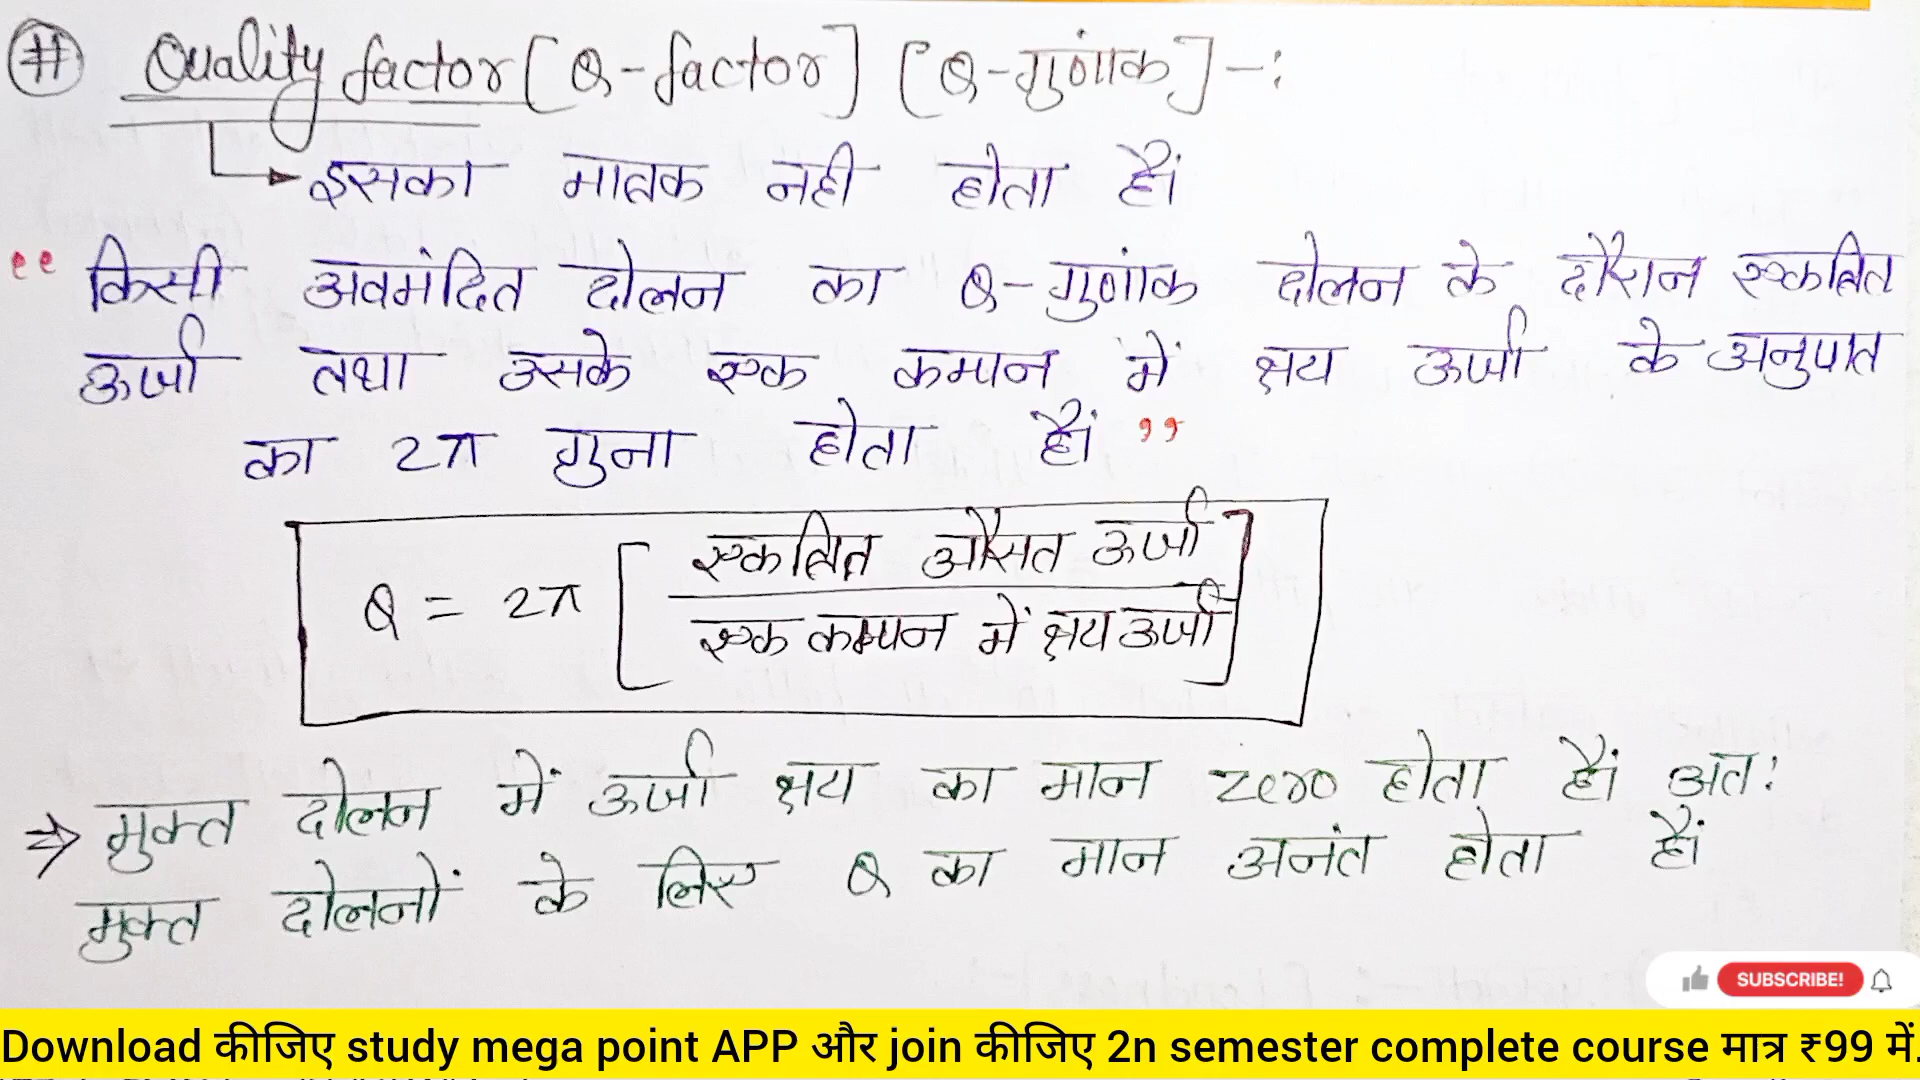 # Quality factor [Q-factor] [Q-गुणांक] -:
इसका मात्रक नही होता हैं
“ किसी अवमंदित दोलन का Q-गुणांक दोलन के दौरान एकत्रित
ऊर्जा तथा उसके एक कम्पन में क्षय ऊर्जा के अनुपात
का 2π गुना होता हैं ”
Q = 2π [ एकत्रित औसत ऊर्जा / एक कम्पन में क्षय ऊर्जा ]
⇒ मुक्त दोलन में ऊर्जा क्षय का मान zero होता हैं अतः
मुक्त दोलनों के लिए Q का मान अनंत होता हैं
SUBSCRIBE!
Download कीजिए study mega point APP और join कीजिए 2n semester complete course मात्र ₹99 में.